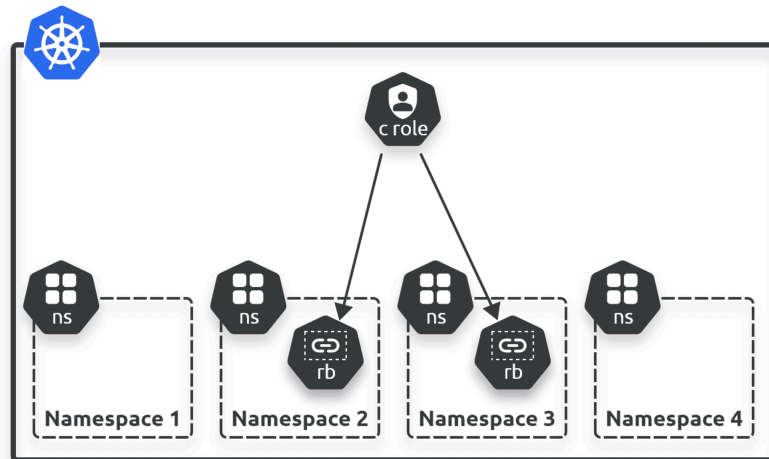 c role
ns
ns
ns
ns
rb
rb
Namespace 1
Namespace 2
Namespace 3
Namespace 4